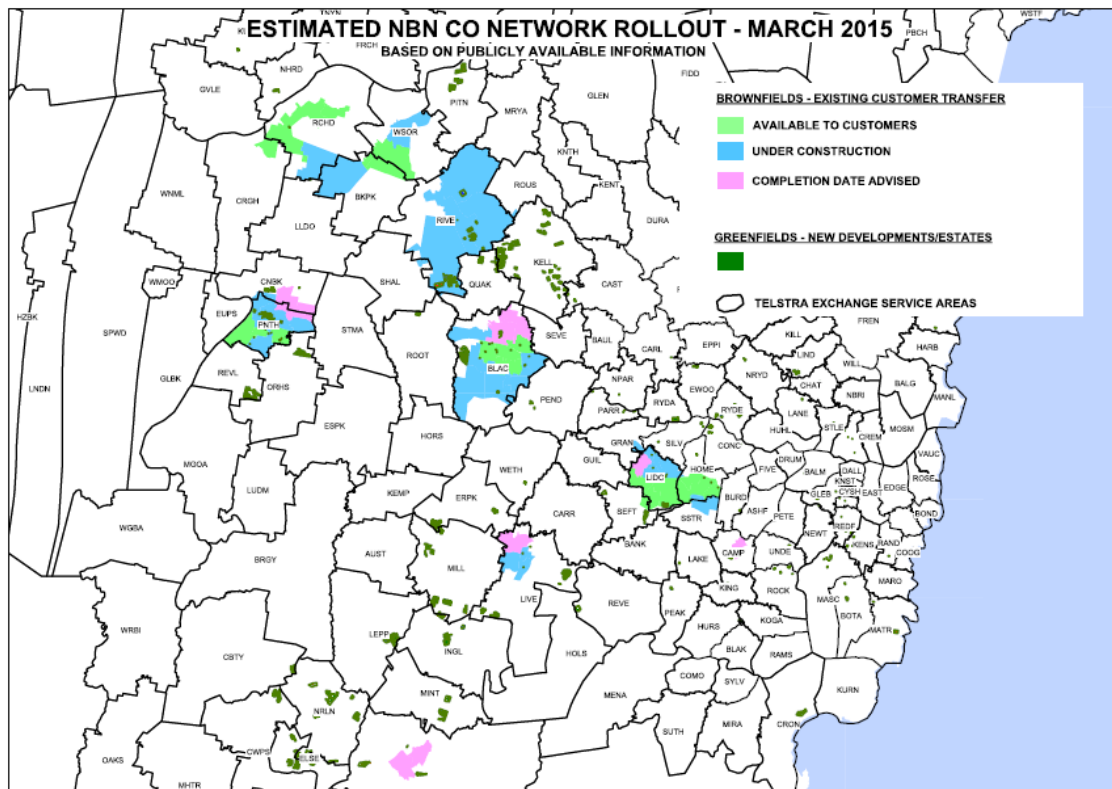 ESTIMATED NBN CO NETWORK ROLLOUT - MARCH 2015
BASED ON PUBLICLY AVAILABLE INFORMATION
BROWNFIELDS - EXISTING CUSTOMER TRANSFER
AVAILABLE TO CUSTOMERS
UNDER CONSTRUCTION
COMPLETION DATE ADVISED
GREENFIELDS - NEW DEVELOPMENTS/ESTATES
TELSTRA EXCHANGE SERVICE AREAS
WSTF
PBCH
FRCH
NHRD
FIDD
GVLE
PITN
GLEN
MRYA
RCHD
WSOR
KNTH
WNML
CRGH
BKPK
ROUS
KENT
DURA
LLDO
RIVE
KELL
WMOO
CNBK
SHAL
QUAK
CAST
HZBK
EUPS
PNTH
SPWD
STMA
ROOT
SEVE
BAUL
CARL
EPPI
KILL
FREN
LIND
WILL
HARB
LNDN
GLBK
REVL
ORHS
BLAC
NPAR
EWOO
NRYD
CHAT
NBRI
BALG
MANL
PEND
PARR
RYDA
RYDE
LANE
ESPK
HORS
GRAN
SILV
CONC
HUHL
STLE
CREM
MOSM
MGOA
WETH
GUIL
LIDC
HOME
FIVE
DRUM
BALM
DALL
VAUC
KNST
ROSE
LUDM
KEMP
ERPK
CARR
SEFT
SSTR
BURD
ASHF
PETE
GLEB
CYSH
EAST
EDGE
BOND
WGBA
BRGY
AUST
MILL
BANK
LAKE
CAMP
UNDE
NEWT
REDF
KENS
RAND
COOG
LIVE
REVE
PEAK
KING
ROCK
MASC
MARO
BOTA
WRBI
CBTY
LEPP
INGL
HOLS
HURS
KOGA
MATR
BLAK
RAMS
NRLN
MINT
MENA
COMO
SYLV
KURN
OAKS
CWPS
ELSE
SUTH
MIRA
CRON
MHTR